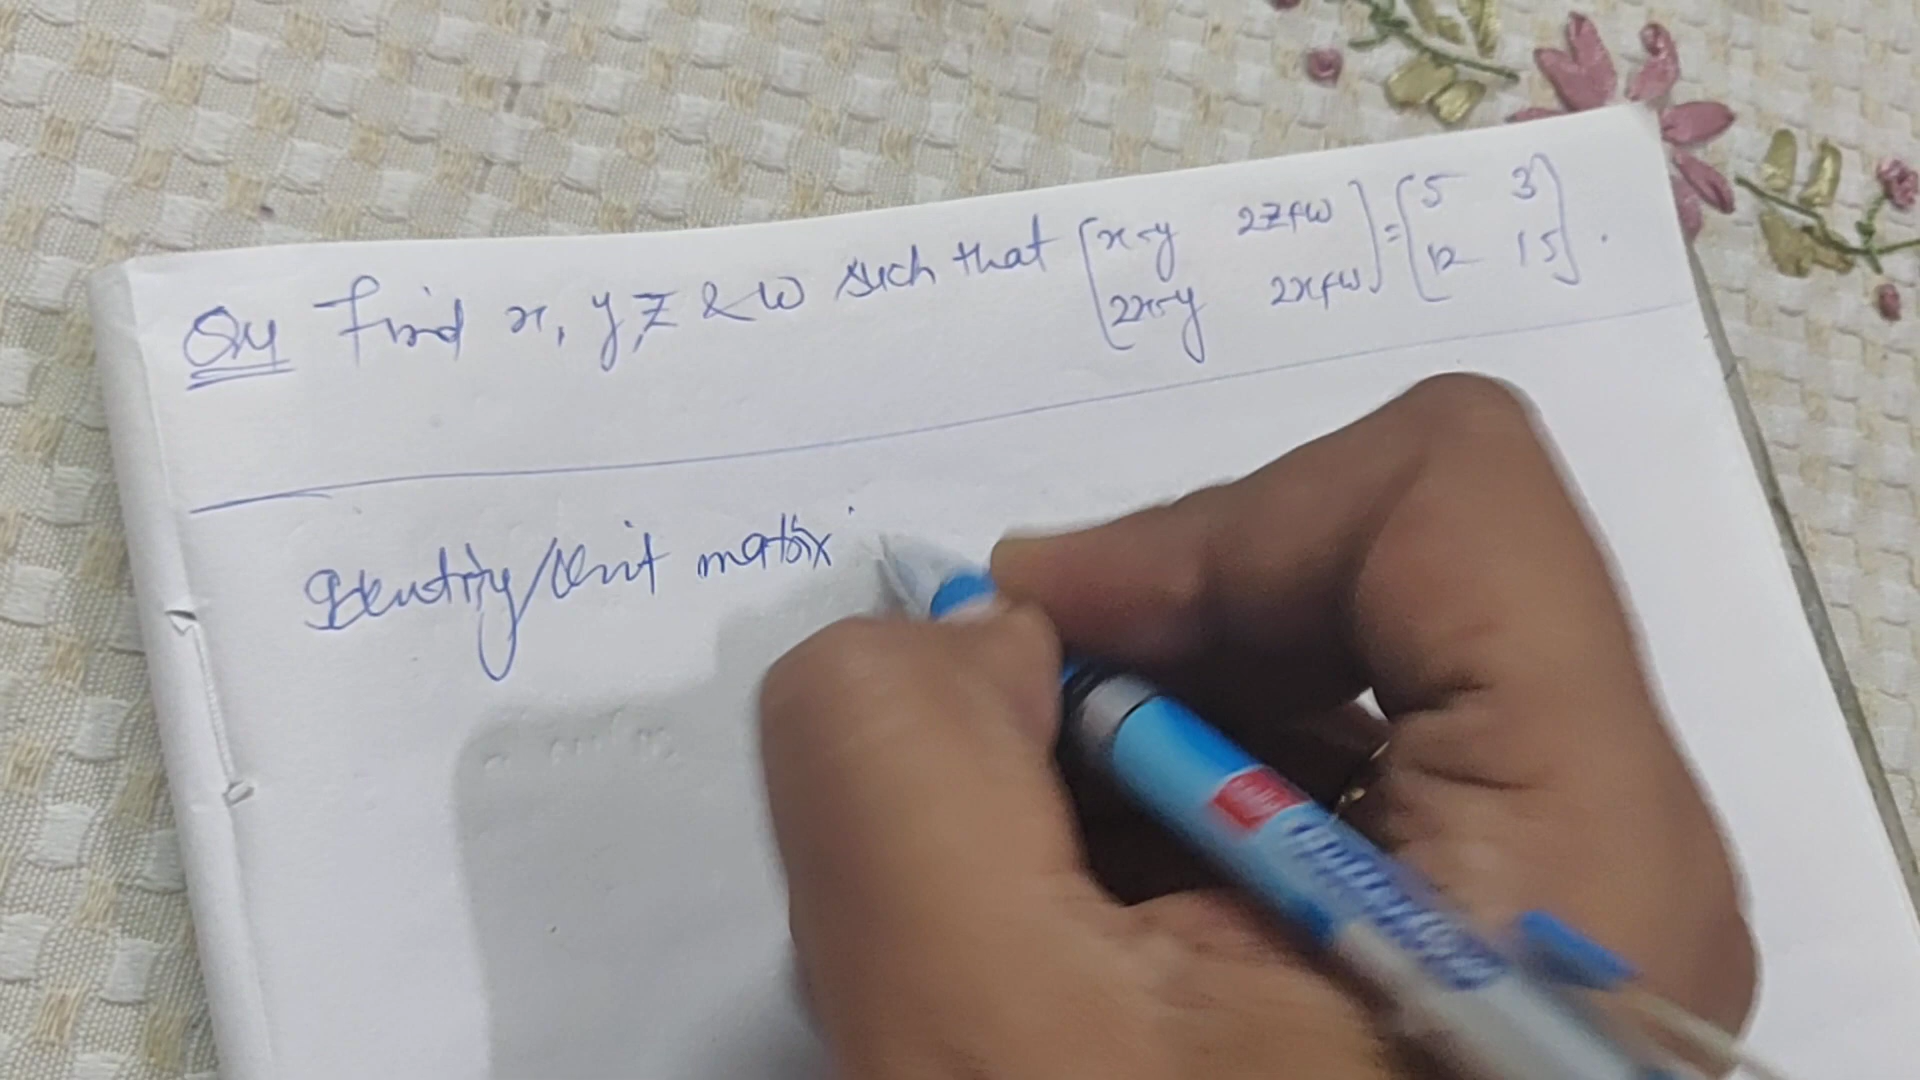 Q4 Find x, y, z & w such that [x-y 2z+w] = [5 3]
[2x-y 2x+w] [12 15].
Identity/Unit matrix